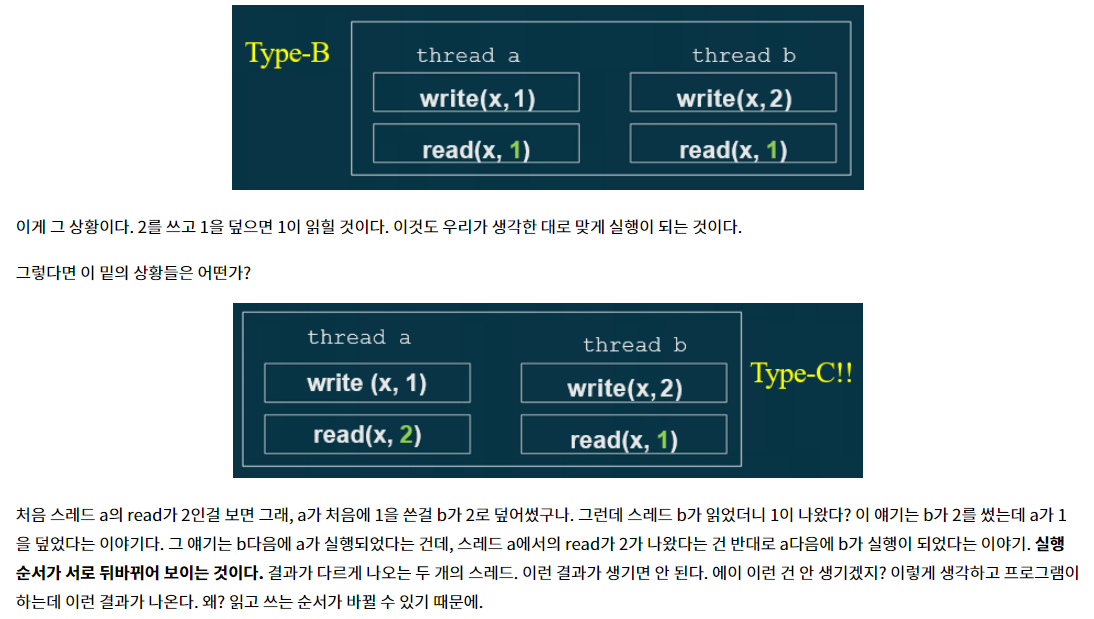 Type-B
thread a
thread b
write(x, 1)
write(x, 2)
read(x, 1)
read(x, 1)
이게 그 상황이다. 2를 쓰고 1을 덮으면 1이 읽힐 것이다. 이것도 우리가 생각한 대로 맞게 실행이 되는 것이다.
그렇다면 이 밑의 상황들은 어떤가?
thread a
thread b
Type-C!!
write (x, 1)
write(x, 2)
read(x, 2)
read(x, 1)
처음 스레드 a의 read가 2인걸 보면 그래, a가 처음에 1을 쓴걸 b가 2로 덮어썼구나. 그런데 스레드 b가 읽었더니 1이 나왔다? 이 얘기는 b가 2를 썼는데 a가 1
을 덮었다는 이야기다. 그 얘기는 b다음에 a가 실행되었다는 건데, 스레드 a에서의 read가 2가 나왔다는 건 반대로 a다음에 b가 실행이 되었다는 이야기. 실행
순서가 서로 뒤바뀌어 보이는 것이다. 결과가 다르게 나오는 두 개의 스레드. 이런 결과가 생기면 안 된다. 에이 이런 건 안 생기겠지? 이렇게 생각하고 프로그램이
하는데 이런 결과가 나온다. 왜? 읽고 쓰는 순서가 바뀔 수 있기 때문에.